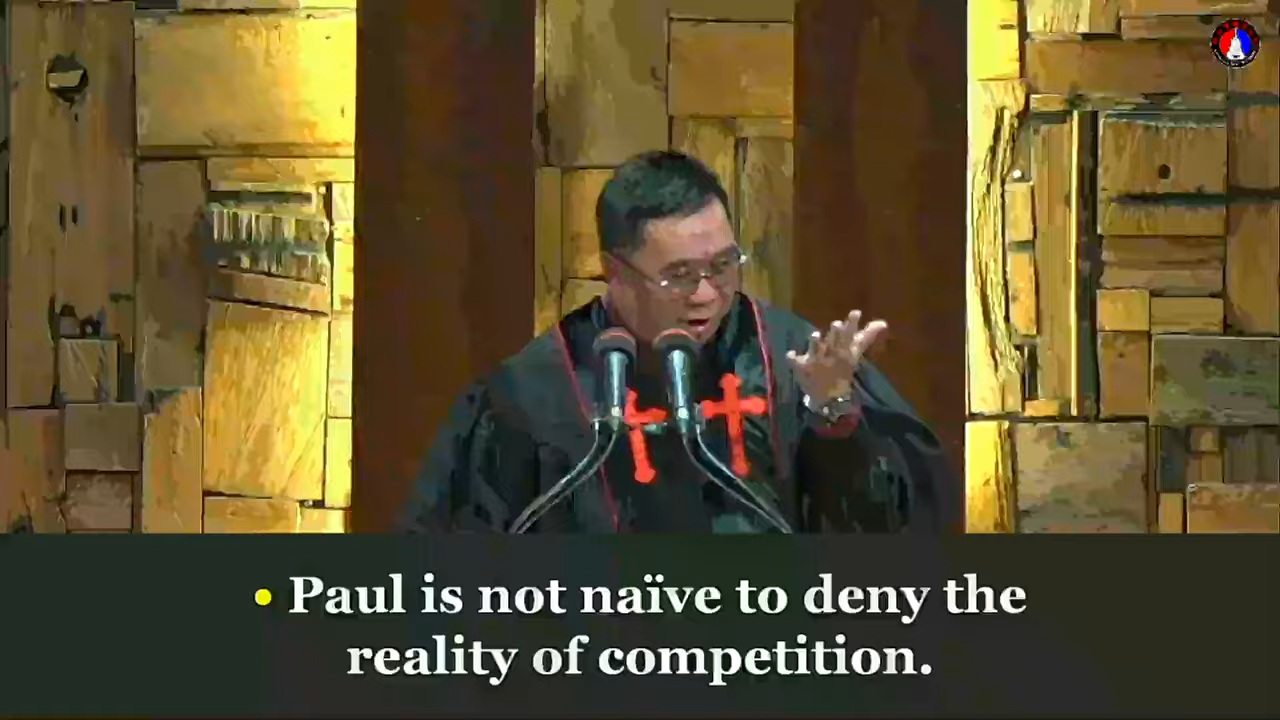 • Paul is not naïve to deny the
reality of competition.